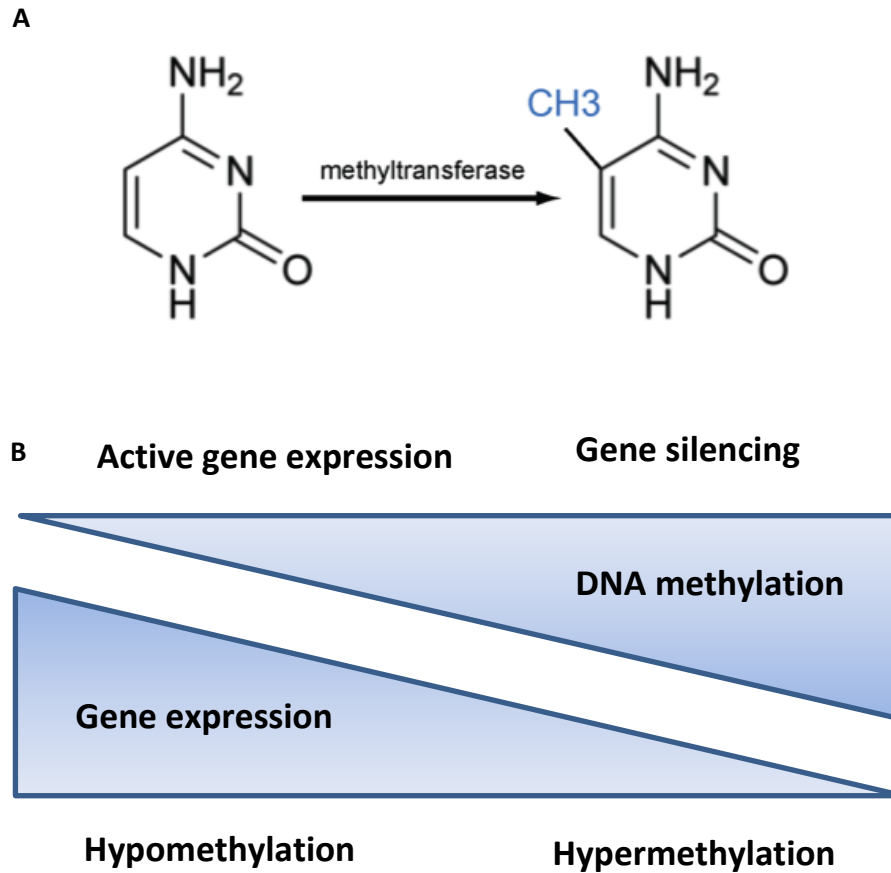 A
NH2
N
N
H
O
methyltransferase
CH3
NH2
N
N
H
O
B
Active gene expression
Gene silencing
DNA methylation
Gene expression
Hypomethylation
Hypermethylation